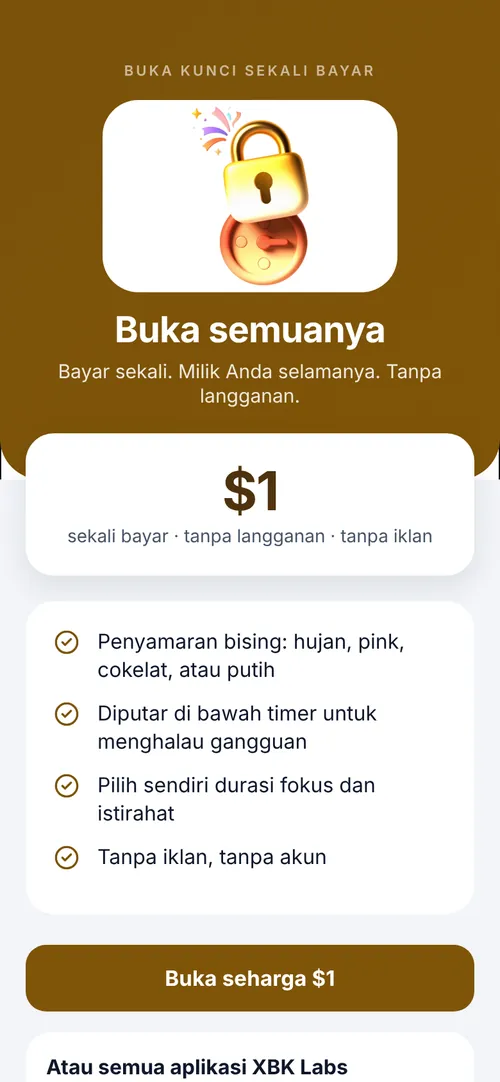 BUKA KUNCI SEKALI BAYAR
Buka semuanya
Bayar sekali. Milik Anda selamanya. Tanpa
langganan.
$1
sekali bayar · tanpa langganan · tanpa iklan
Penyamaran bising: hujan, pink,
cokelat, atau putih
Diputar di bawah timer untuk
menghalau gangguan
Pilih sendiri durasi fokus dan
istirahat
Tanpa iklan, tanpa akun
Buka seharga $1
Atau semua aplikasi XBK Labs